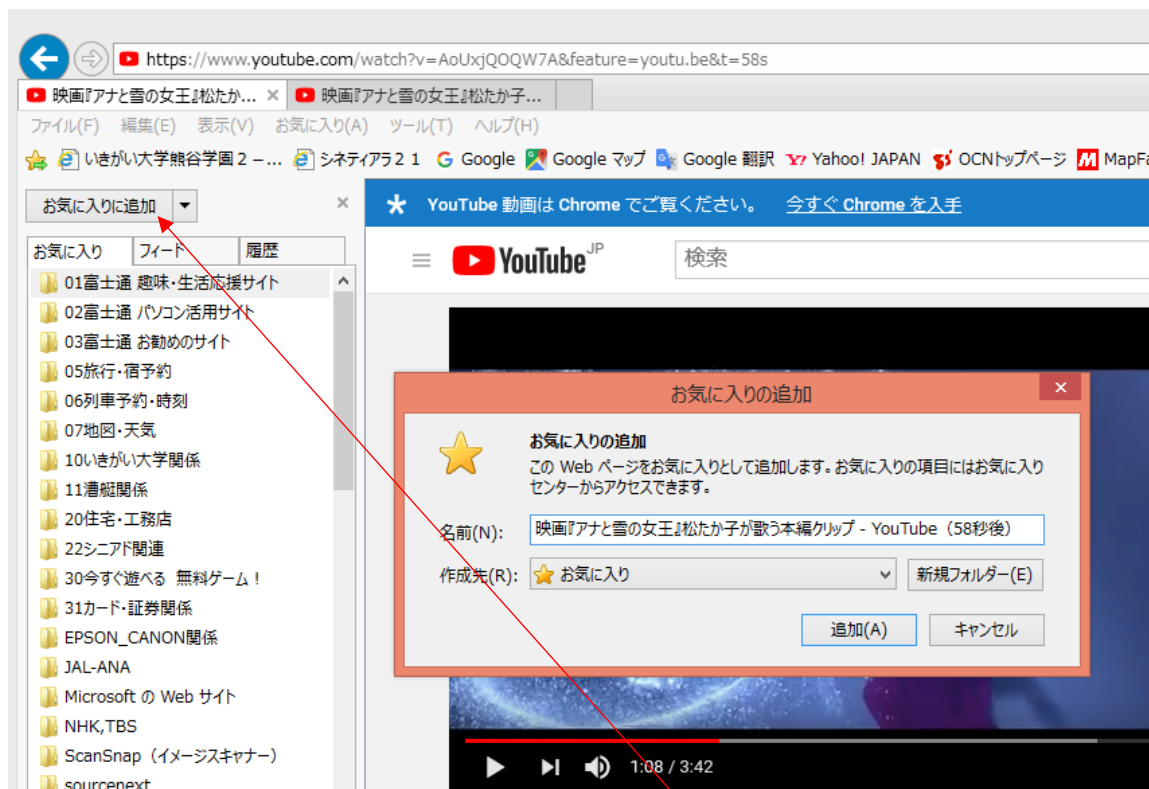 https://www.youtube.com/watch?v=AoUxjQOQW7A&feature=youtu.be&t=58s
映画『アナと雪の女王』松たか... × 映画『アナと雪の女王』松たか子...
ファイル(F) 編集(E) 表示(V) お気に入り(A) ツール(T) ヘルプ(H)
いきがい大学熊谷学園２－... シネティアラ２１ Google Google マップ Google 翻訳 Yahoo! JAPAN OCNトップページ MapFa
お気に入りに追加 ×
YouTube 動画は Chrome でご覧ください。 今すぐ Chrome を入手
お気に入り フィード 履歴
YouTube JP 検索
01富士通 趣味・生活応援サイト
02富士通 パソコン活用サイト
03富士通 お勧めのサイト
05旅行・宿予約
06列車予約・時刻
07地図・天気
10いきがい大学関係
11漕艇関係
20住宅・工務店
22シニアド関連
30今すぐ遊べる 無料ゲーム！
31カード・証券関係
EPSON_CANON関係
JAL-ANA
Microsoft の Web サイト
NHK,TBS
ScanSnap（イメージスキャナー）
sourcenext
お気に入りの追加 ×
お気に入りの追加
この Web ページをお気に入りとして追加します。お気に入りの項目にはお気に入り
センターからアクセスできます。
名前(N): 映画『アナと雪の女王』松たか子が歌う本編クリップ - YouTube（58秒後）
作成先(R): お気に入り 新規フォルダー(E)
追加(A) キャンセル
1:08 / 3:42